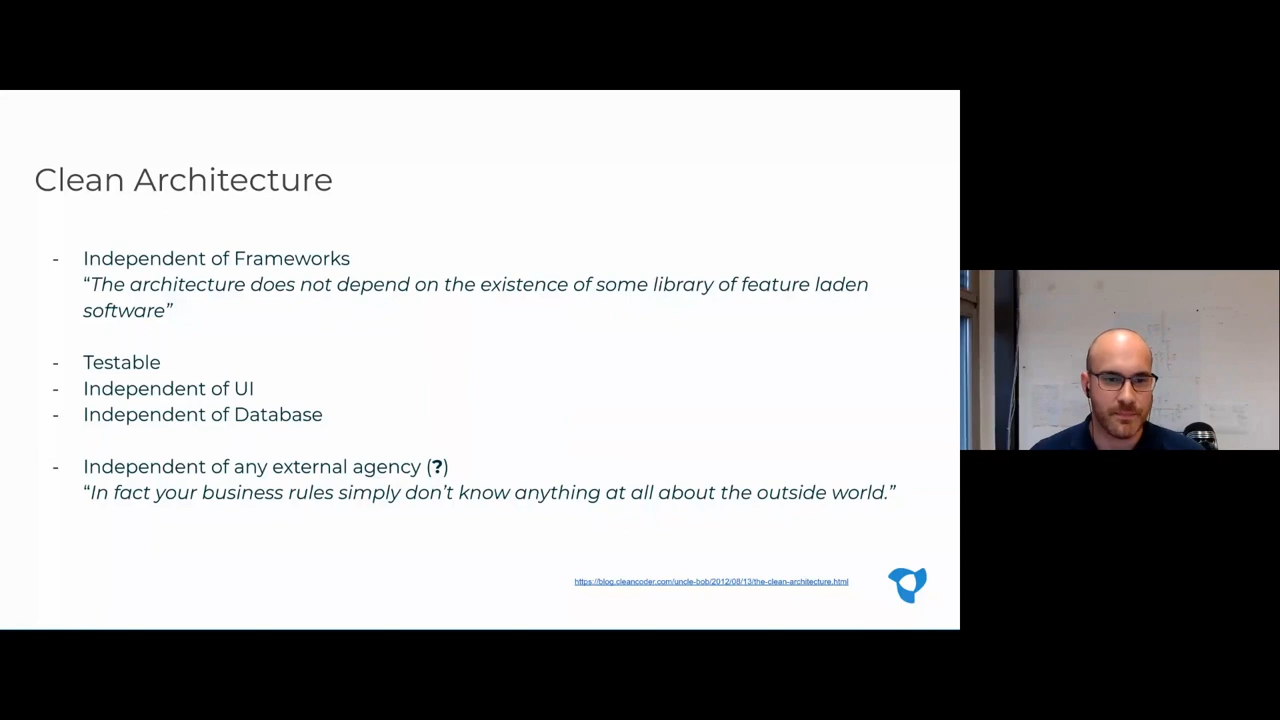 Clean Architecture
- Independent of Frameworks
“The architecture does not depend on the existence of some library of feature laden
software”
- Testable
- Independent of UI
- Independent of Database
- Independent of any external agency (?)
“In fact your business rules simply don’t know anything at all about the outside world.”
https://blog.cleancoder.com/uncle-bob/2012/08/13/the-clean-architecture.html